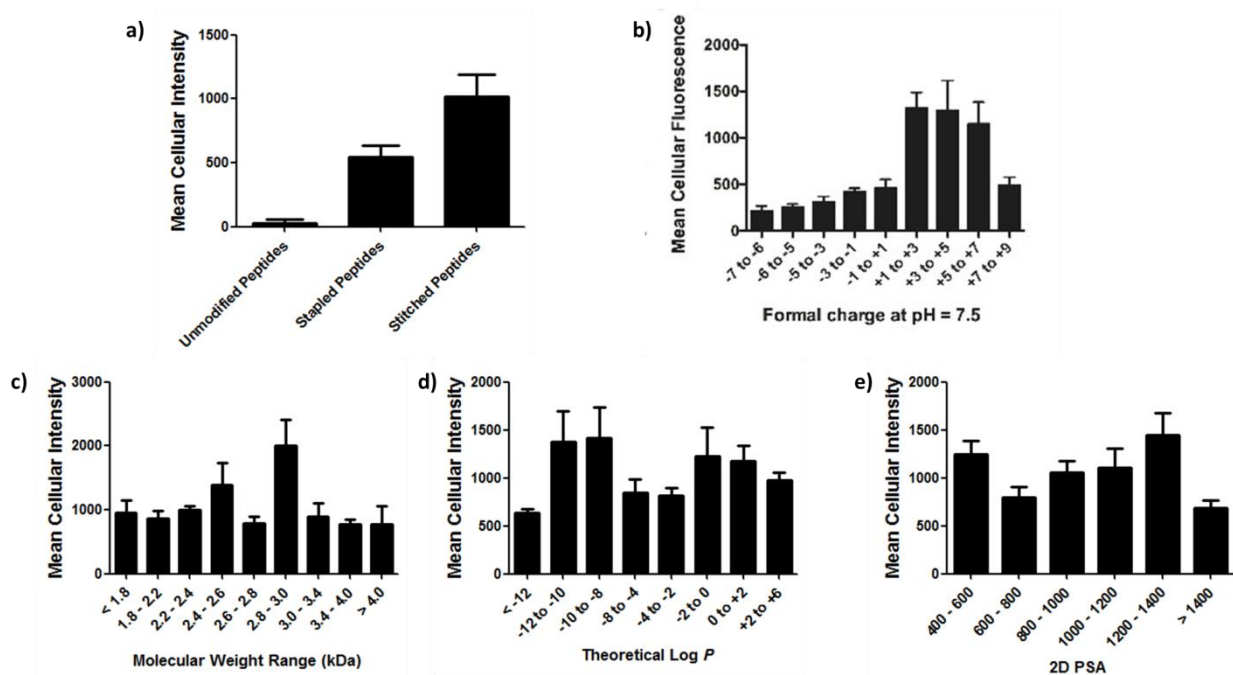 a)
Mean Cellular Intensity
1500
1000
500
0
Unmodified Peptides
Stapled Peptides
Stitched Peptides
b)
Mean Cellular Fluorescence
2000
1500
1000
500
0
-7 to -6
-6 to -5
-5 to -3
-3 to -1
-1 to +1
+1 to +3
+3 to +5
+5 to +7
+7 to +9
Formal charge at pH = 7.5
c)
Mean Cellular Intensity
3000
2000
1000
0
< 1.8
1.8 - 2.2
2.2 - 2.4
2.4 - 2.6
2.6 - 2.8
2.8 - 3.0
3.0 - 3.4
3.4 - 4.0
> 4.0
Molecular Weight Range (kDa)
d)
Mean Cellular Intensity
2000
1500
1000
500
0
< -12
-12 to -10
-10 to -8
-8 to -4
-4 to -2
-2 to 0
0 to +2
+2 to +6
Theoretical Log P
e)
Mean Cellular Intensity
2000
1500
1000
500
0
400 - 600
600 - 800
800 - 1000
1000 - 1200
1200 - 1400
> 1400
2D PSA